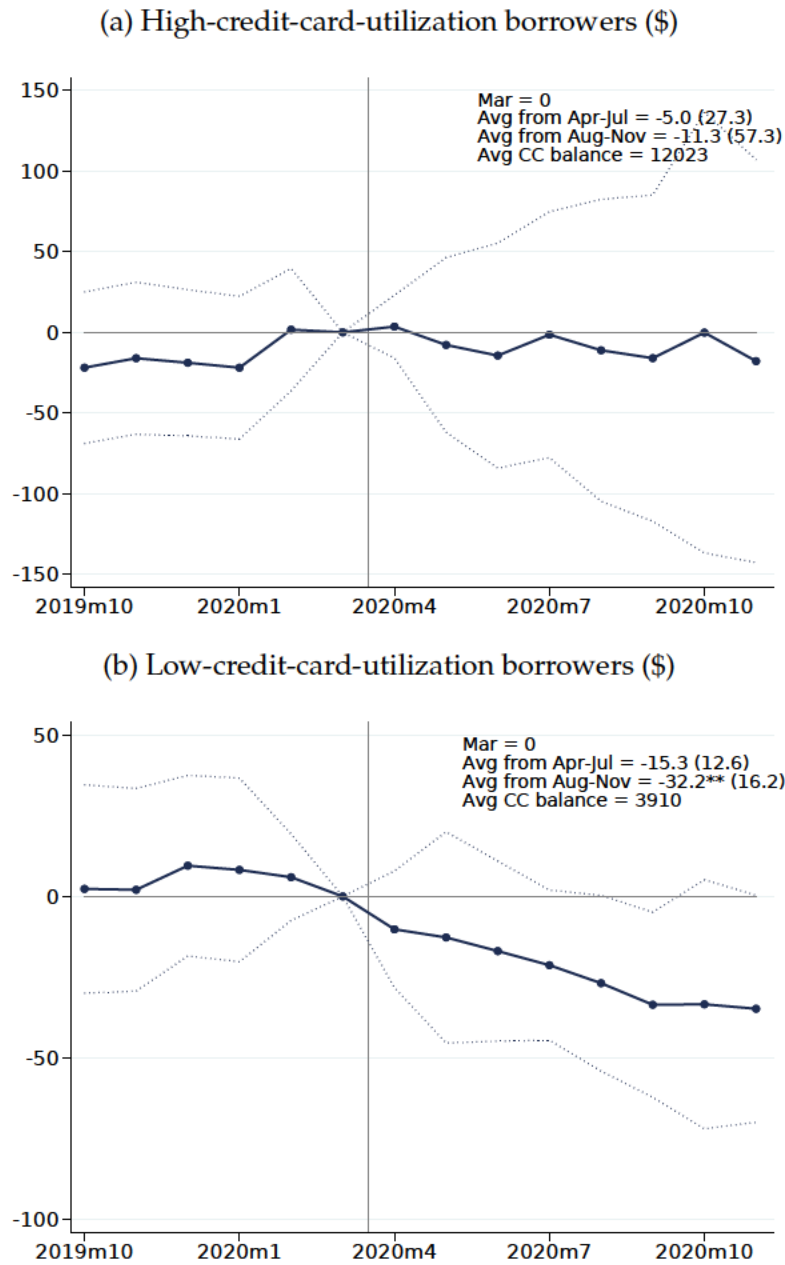 (a) High-credit-card-utilization borrowers ($)
150
100
50
0
-50
-100
-150
Mar = 0
Avg from Apr-Jul = -5.0 (27.3)
Avg from Aug-Nov = -11.3 (57.3)
Avg CC balance = 12023
2019m10 2020m1 2020m4 2020m7 2020m10
(b) Low-credit-card-utilization borrowers ($)
50
0
-50
-100
Mar = 0
Avg from Apr-Jul = -15.3 (12.6)
Avg from Aug-Nov = -32.2** (16.2)
Avg CC balance = 3910
2019m10 2020m1 2020m4 2020m7 2020m10